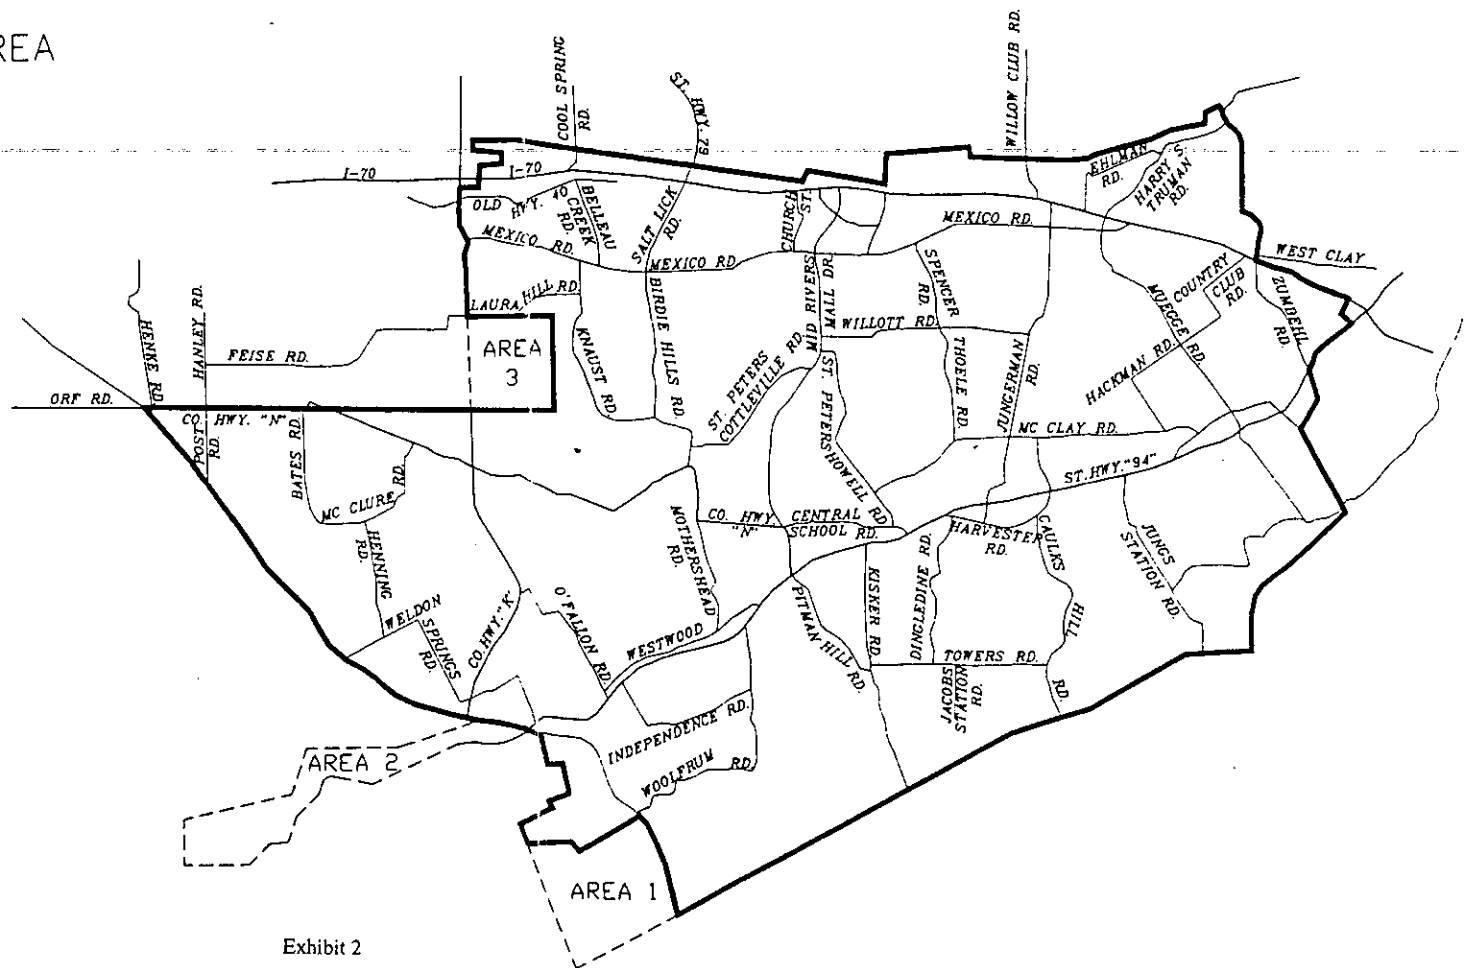 REA
COOL SPRING
RD.
ST. HWY. 79
WILLOW CLUB RD.
I-70
I-70
EHLMAN
RD.
HARRY S.
TRUMAN
RD.
OLD HWY. 40
BELLEAU
CREEK
RD.
SALT LICK
RD.
CHURCH
ST.
MEXICO RD.
MEXICO RD.
MEXICO RD.
WEST CLAY
LAURA HILL RD.
BIRDIE HILLS RD.
MID RIVERS
MALL DR.
SPENCER
RD.
MUEGGE
RD.
COUNTRY
CLUB RD.
ZUMBEHL
RD.
HENKE RD.
HANLEY RD.
FEISE RD.
AREA
3
KNAUST RD.
WILLOTT RD.
ST. PETERS
COTTLEVILLE RD.
THOELE RD.
JUNGERMAN
RD.
HACKMAN RD.
ORF RD.
CO. HWY. "N"
POST
RD.
BATES RD.
ST. PETERS
HOWELL RD.
MC CLAY RD.
ST. HWY. "94"
MC CLURE RD.
HENNING
RD.
MOTHERSHEAD
RD.
CO. HWY
"N"
CENTRAL
SCHOOL RD.
HARVESTER
RD.
CAULKS
HILL
RD.
JUNGS
STATION RD.
WELDON
SPRINGS
RD.
CO. HWY. "K"
O'FALLON RD.
WESTWOOD
PITMAN HILL RD.
KISKER RD.
DINGLEDINE RD.
TOWERS RD.
JACOBS
STATION
RD.
INDEPENDENCE RD.
WOOLFRUM RD.
AREA 2
AREA 1
Exhibit 2